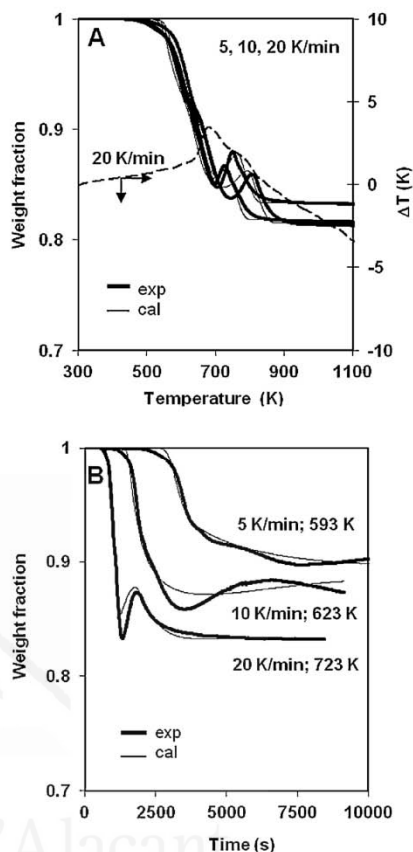 A
5, 10, 20 K/min
20 K/min
exp
cal
Weight fraction
1
0.9
0.8
0.7
ΔT (K)
10
5
0
-5
-10
300 500 700 900 1100
Temperature (K)
B
5 K/min; 593 K
10 K/min; 623 K
20 K/min; 723 K
exp
cal
Weight fraction
1
0.9
0.8
0.7
0 2500 5000 7500 10000
Time (s)
d'Alacant